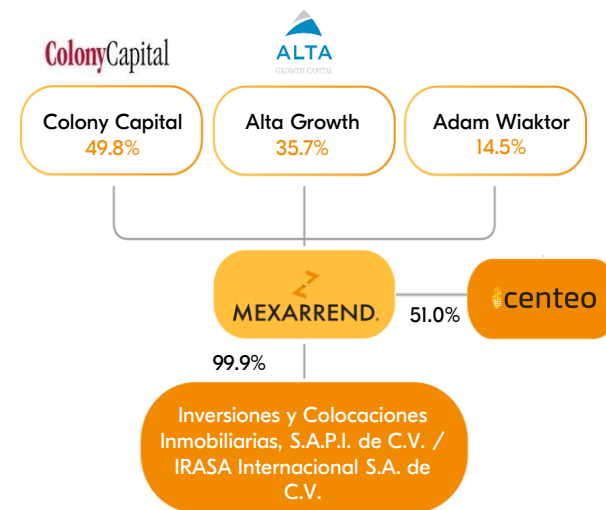 ColonyCapital
ALTA
GROWTH CAPITAL
Colony Capital
49.8%
Alta Growth
35.7%
Adam Wiaktor
14.5%
MEXARREND.
51.0%
centeo
99.9%
Inversiones y Colocaciones
Inmobiliarias, S.A.P.I. de C.V. /
IRASA Internacional S.A. de
C.V.